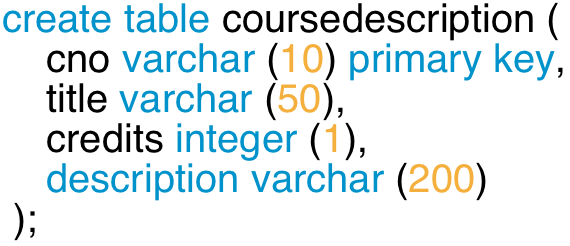 create table coursedescription (
cno varchar (10) primary key,
title varchar (50),
credits integer (1),
description varchar (200)
);